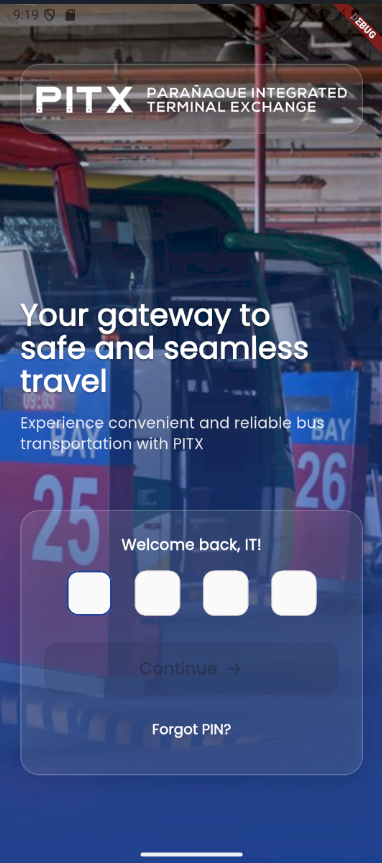 9:19
DEBUG
PITX PARAÑAQUE INTEGRATED
TERMINAL EXCHANGE
Your gateway to
safe and seamless
travel
09:03
Experience convenient and reliable bus
transportation with PITX
BAY
25
BAY
26
Welcome back, IT!
Continue →
Forgot PIN?